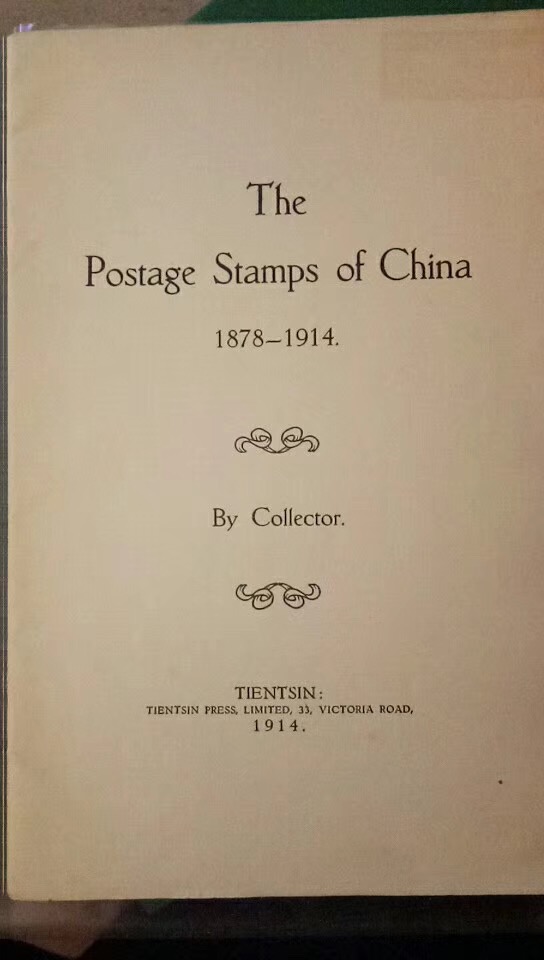 The
Postage Stamps of China
1878–1914.
By Collector.
TIENTSIN:
TIENTSIN PRESS, LIMITED, 33, VICTORIA ROAD,
1914.